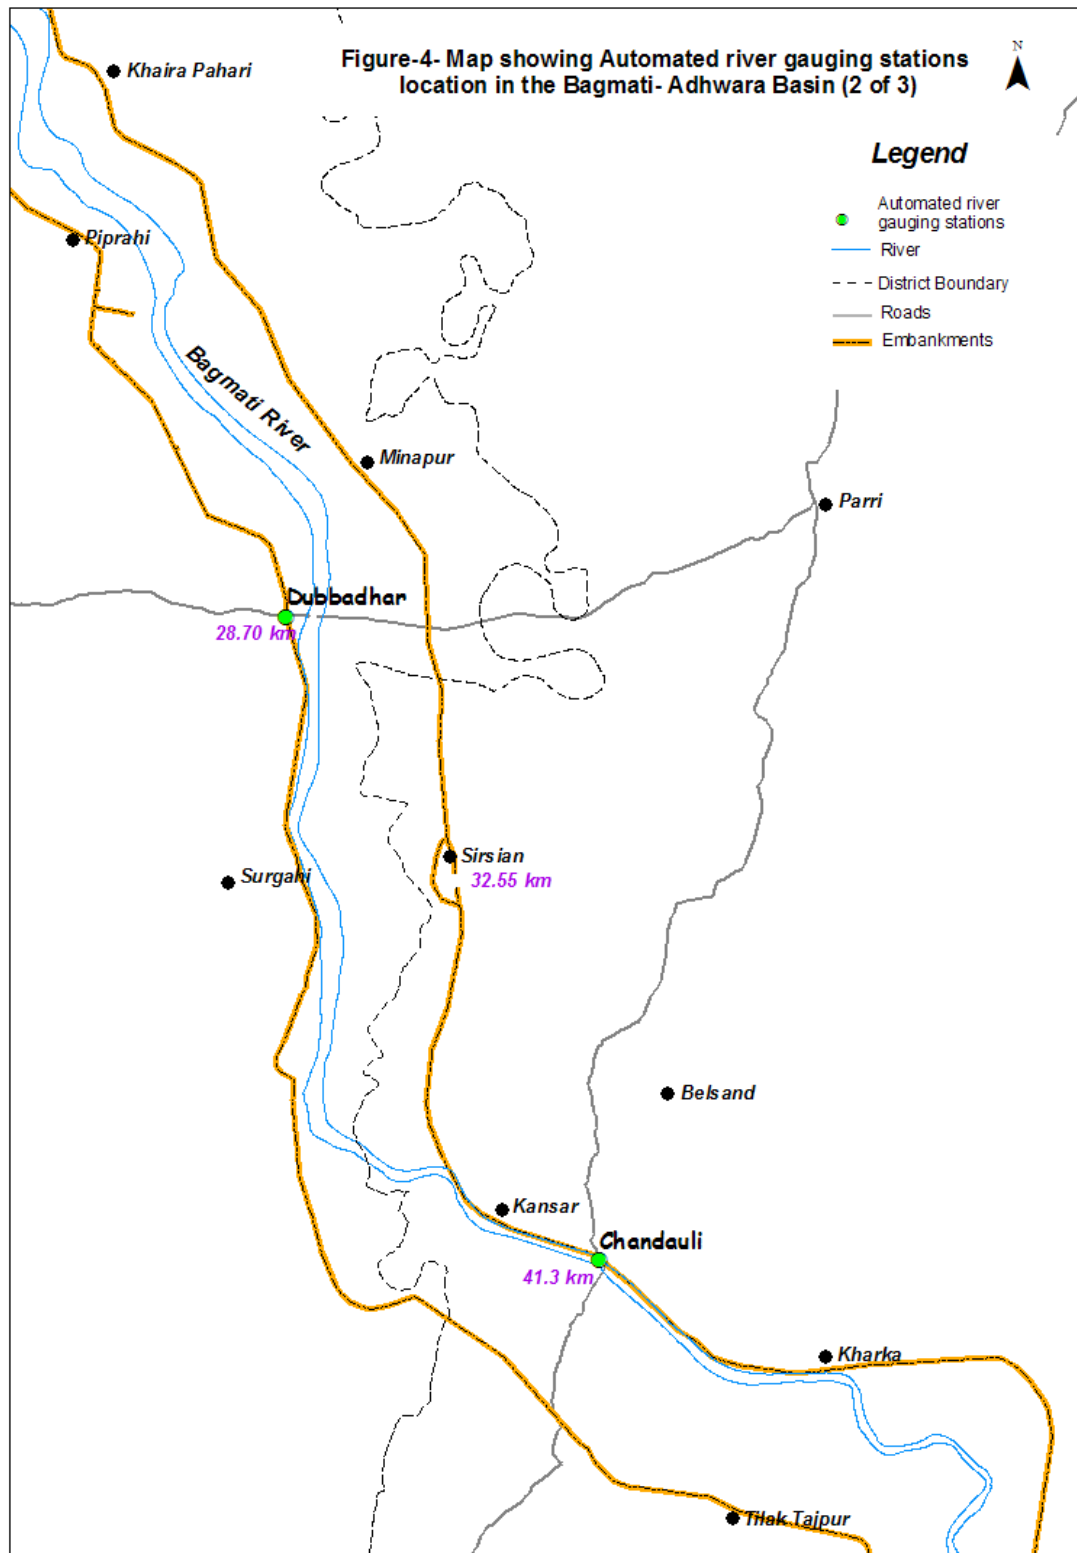 Figure-4- Map showing Automated river gauging stations
location in the Bagmati- Adhwara Basin (2 of 3)
N
Legend
Automated river
gauging stations
River
District Boundary
Roads
Embankments
Khaira Pahari
Piprahi
Bagmati River
Minapur
Parri
Dubbadhar
28.70 km
Sirsian
32.55 km
Surgahi
Belsand
Kansar
Chandauli
41.3 km
Kharka
Tilak Tajpur